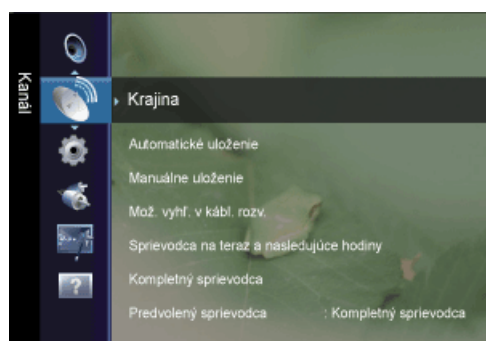 Kanál
Krajina
Automatické uloženie
Manuálne uloženie
Mož. vyhľ. v kábl. rozv.
Sprievodca na teraz a nasledujúce hodiny
Kompletný sprievodca
Predvolený sprievodca : Kompletný sprievodca